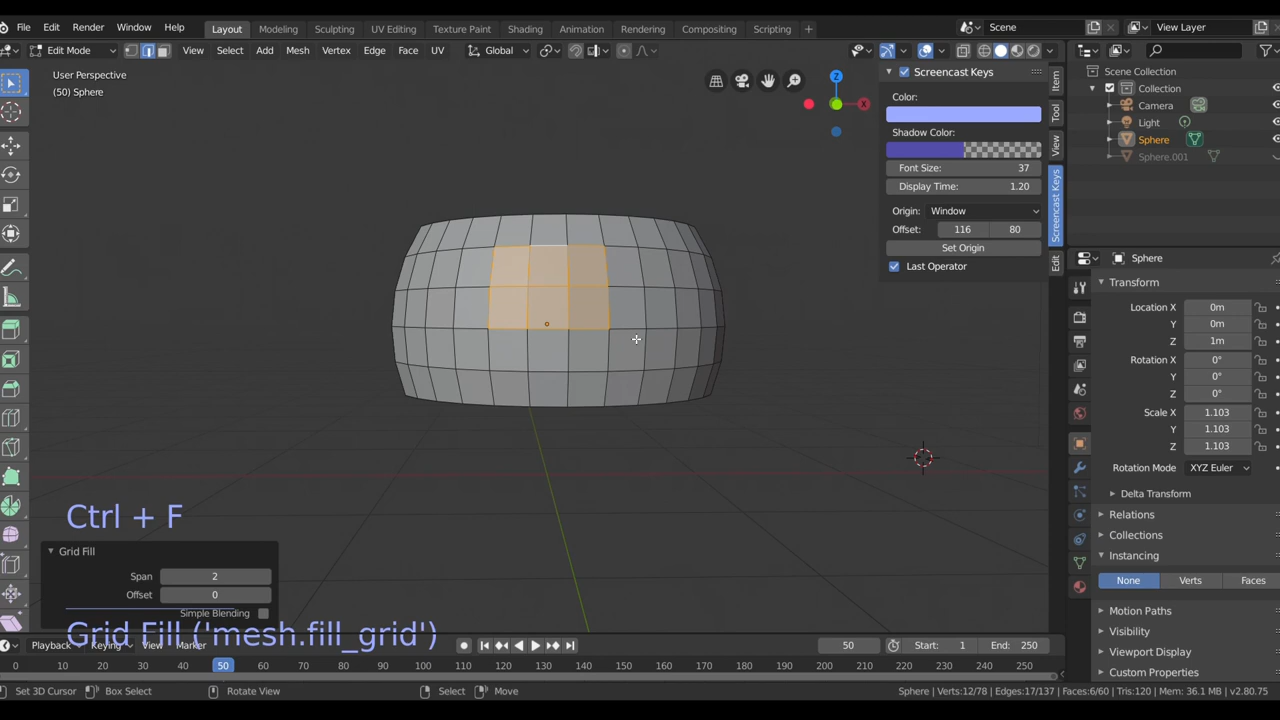 File Edit Render Window Help Layout Modeling Sculpting UV Editing Texture Paint Shading Animation Rendering Compositing Scripting + Scene View Layer
Edit Mode View Select Add Mesh Vertex Edge Face UV Global
User Perspective
(50) Sphere
Z
X
Screencast Keys
Color:
Shadow Color:
Font Size: 37
Display Time: 1.20
Origin: Window
Offset: 116 80
Set Origin
Last Operator
Item
Tool
View
Screencast Keys
Edit
Scene Collection
Collection
Camera
Light
Sphere
Sphere.001
Sphere
Transform
Location X 0m
Y 0m
Z 1m
Rotation X 0°
Y 0°
Z 0°
Scale X 1.103
Y 1.103
Z 1.103
Rotation Mode XYZ Euler
Delta Transform
Relations
Collections
Instancing
None Verts Faces
Motion Paths
Visibility
Viewport Display
Custom Properties
Ctrl + F
Grid Fill
Span 2
Offset 0
Simple Blending
Grid Fill ('mesh.fill_grid')
Playback Keying View Marker 50 Start: 1 End: 250
0 10 20 30 40 50 60 70 80 90 100 110 120 130 140 150 160 170 180 190 200 210 220 230 240 250
Set 3D Cursor Box Select Rotate View Select Move Sphere | Verts:12/78 | Edges:17/137 | Faces:6/60 | Tris:120 | Mem: 36.1 MB | v2.80.75